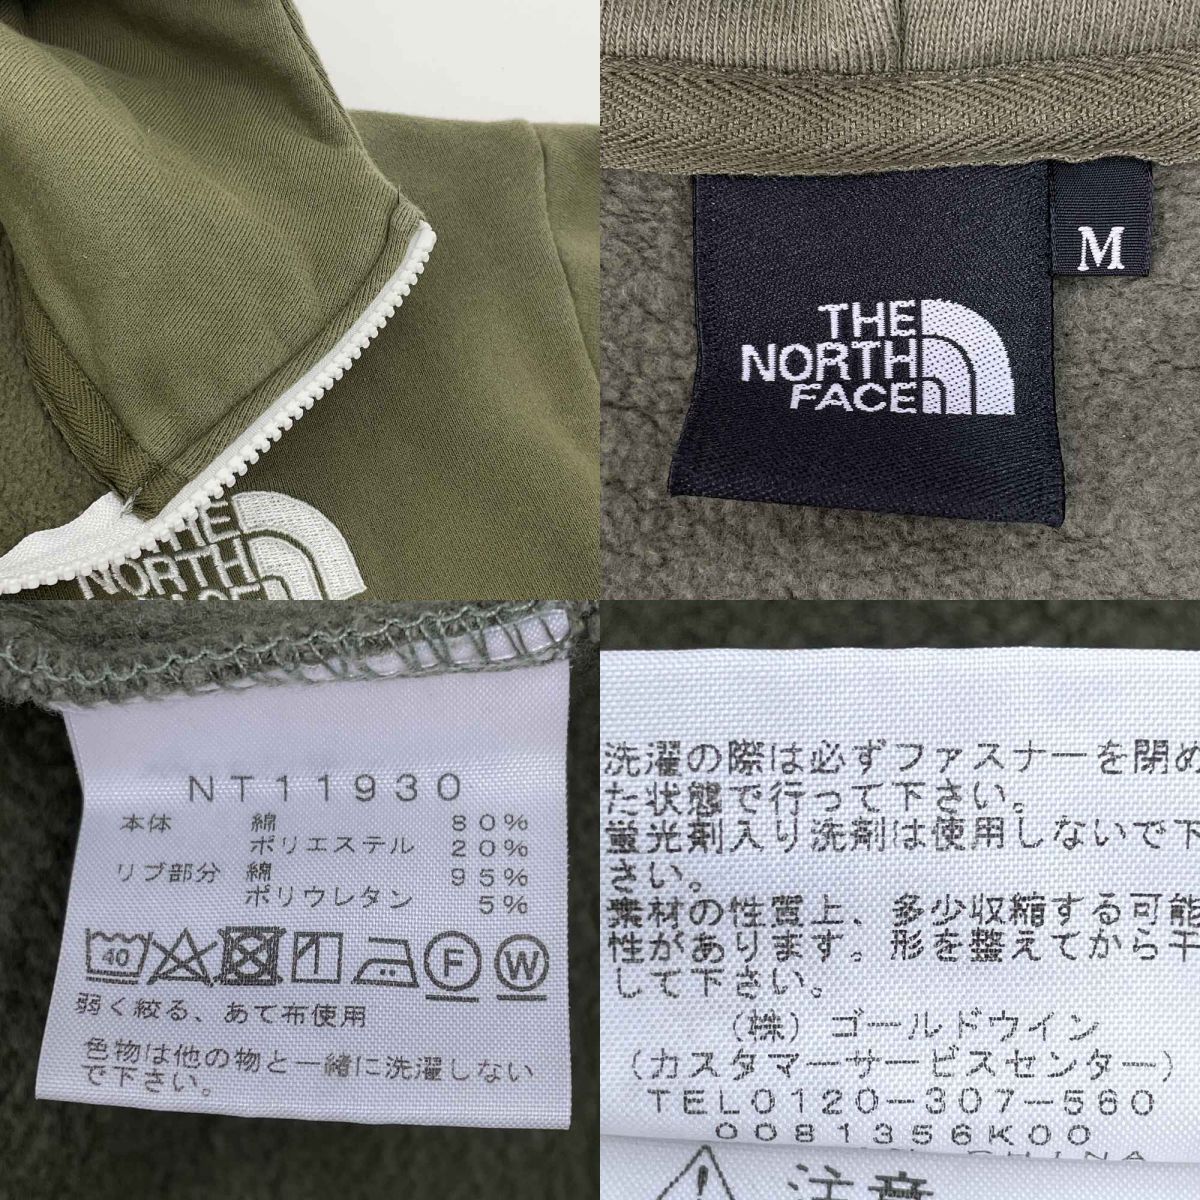 THE
NORTH
FACE
THE
NORTH
FACE
M
NT11930
本体 綿 80%
ポリエステル 20%
リブ部分 綿 95%
ポリウレタン 5%
40 F W
弱く絞る、あて布使用
色物は他の物と一緒に洗濯しない
で下さい。
洗濯の際は必ずファスナーを閉め
た状態で行って下さい。
蛍光剤入り洗剤は使用しないで下
さい。
素材の性質上、多少収縮する可能
性があります。形を整えてから干
して下さい。
(株)ゴールドウイン
(カスタマーサービスセンター)
TEL0120-307-560
0081356K00
注意